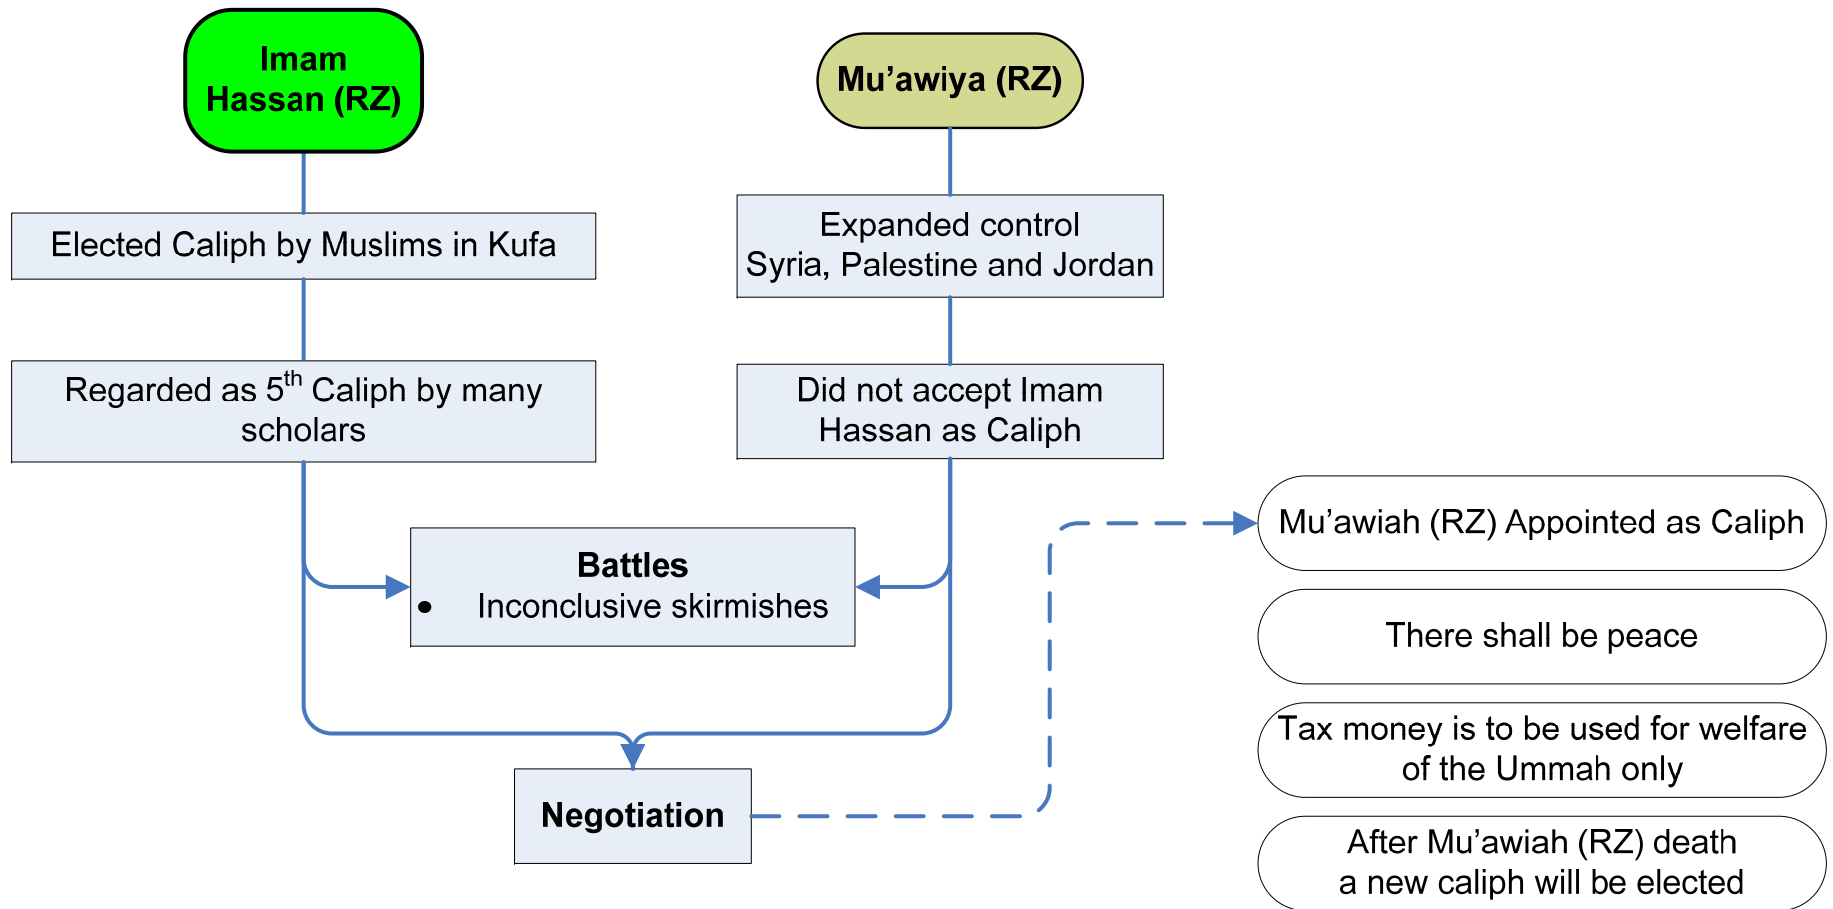 Imam
Hassan (RZ)
Mu’awiya (RZ)
Elected Caliph by Muslims in Kufa
Expanded control
Syria, Palestine and Jordan
Regarded as 5th Caliph by many
scholars
Did not accept Imam
Hassan as Caliph
Battles
• Inconclusive skirmishes
Negotiation
Mu’awiah (RZ) Appointed as Caliph
There shall be peace
Tax money is to be used for welfare
of the Ummah only
After Mu’awiah (RZ) death
a new caliph will be elected